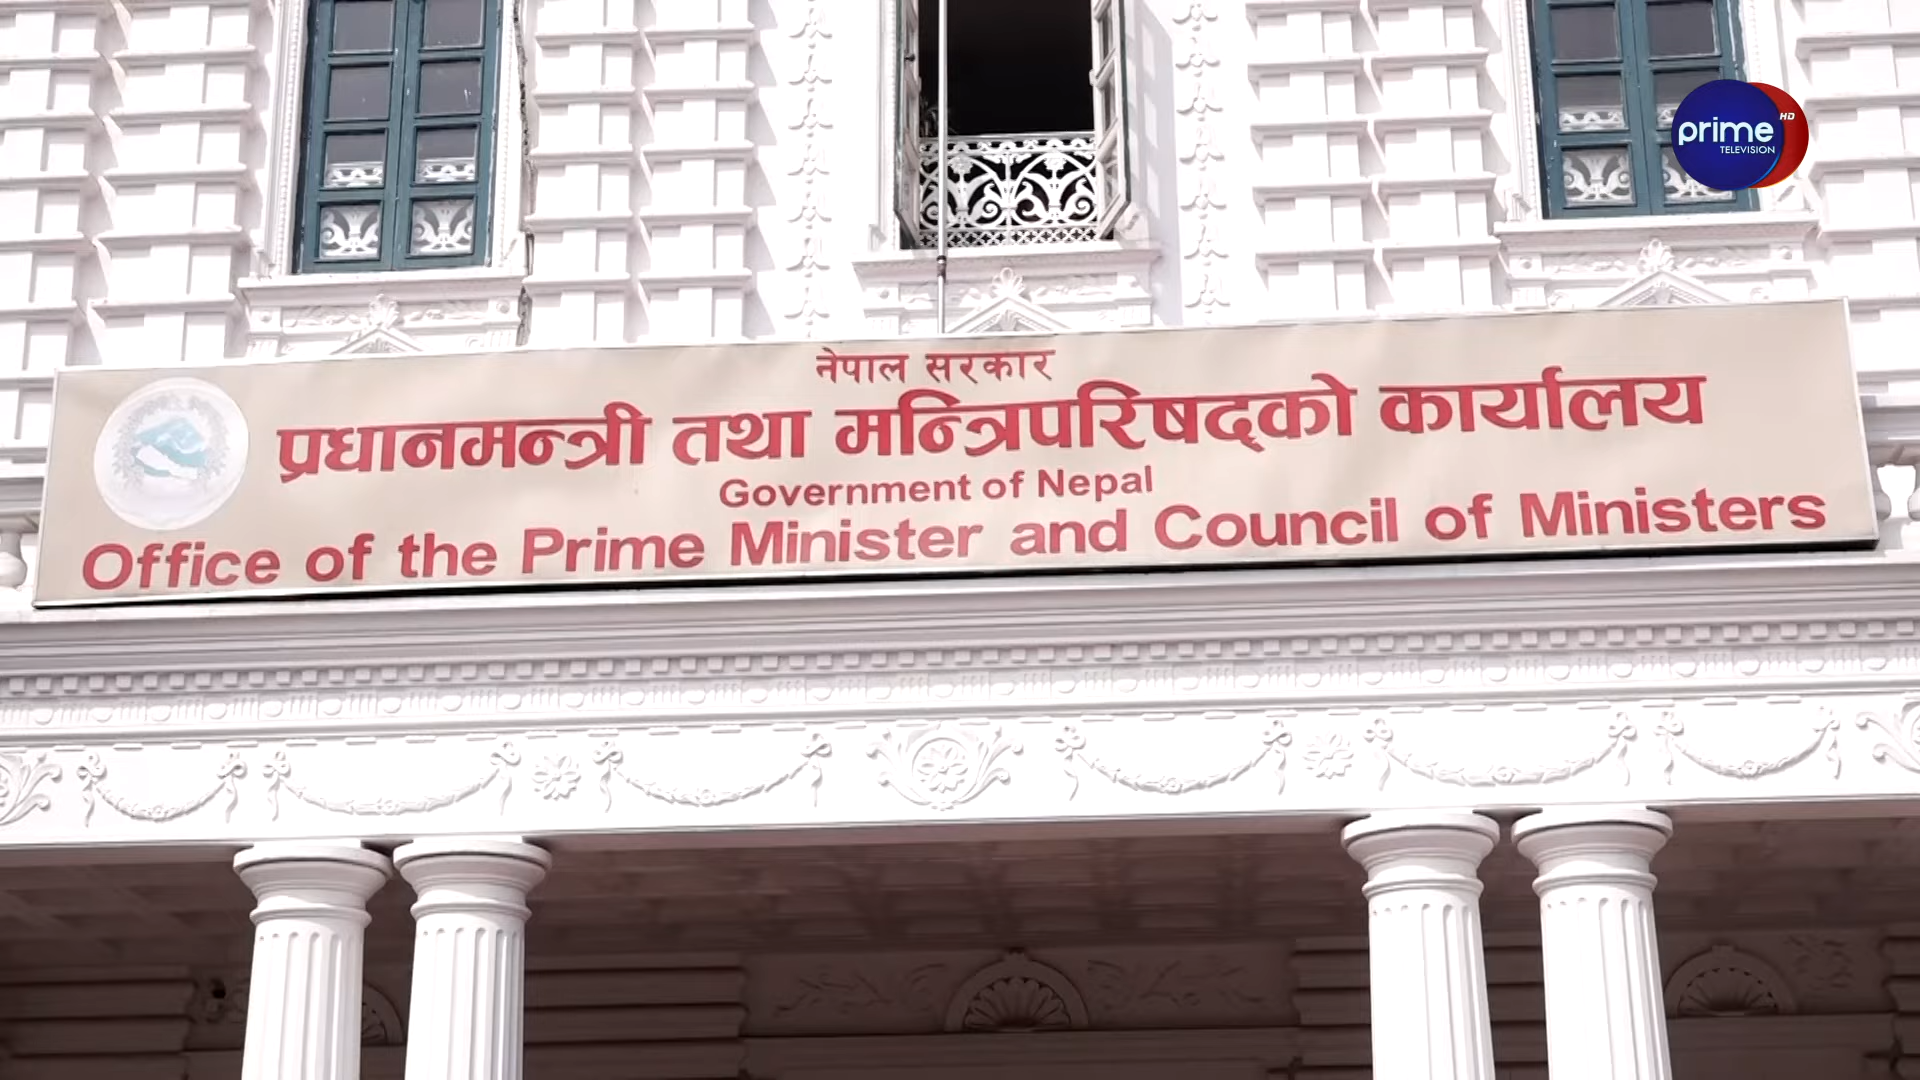 prime HD
TELEVISION
नेपाल सरकार
प्रधानमन्त्री तथा मन्त्रिपरिषद्को कार्यालय
Government of Nepal
Office of the Prime Minister and Council of Ministers